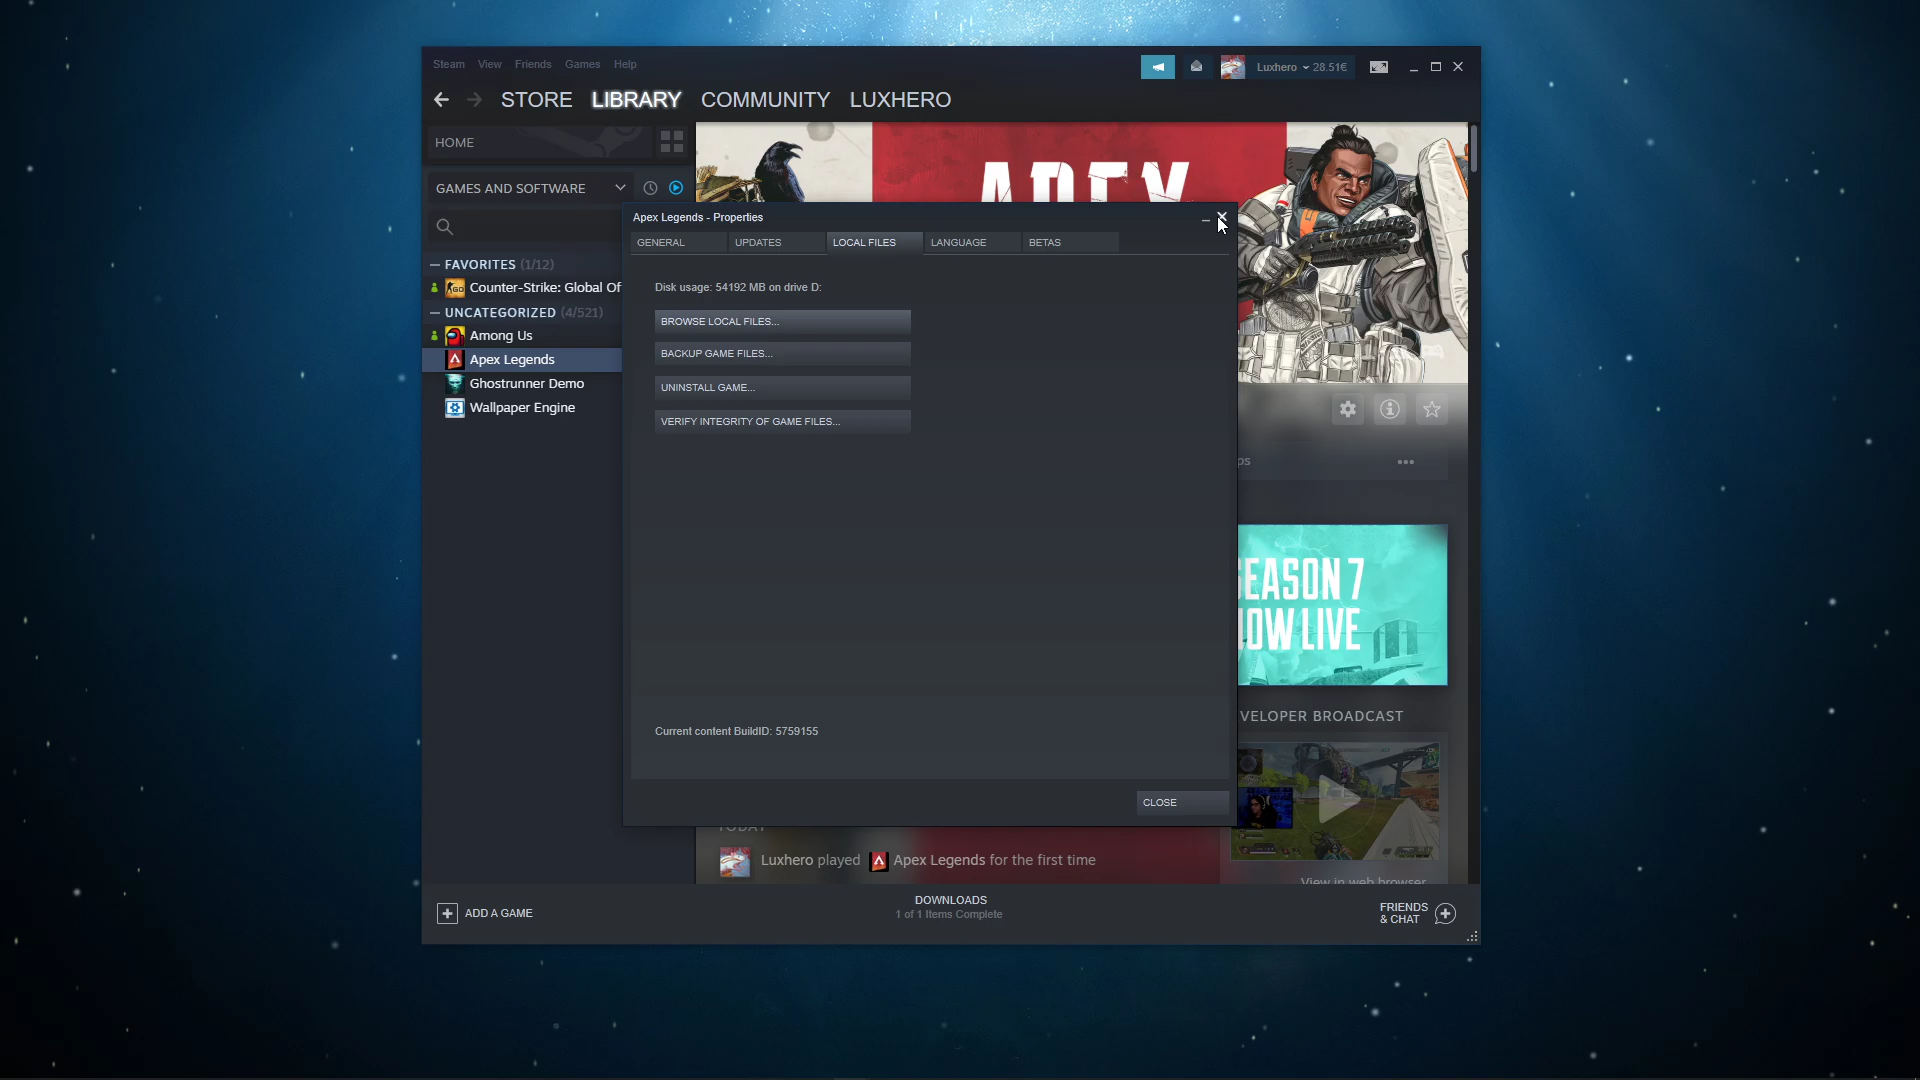 Steam View Friends Games Help
Luxhero 28.51€
STORE LIBRARY COMMUNITY LUXHERO
HOME
GAMES AND SOFTWARE
APEX
Apex Legends - Properties
GENERAL UPDATES LOCAL FILES LANGUAGE BETAS
FAVORITES (1/12)
Counter-Strike: Global Of
UNCATEGORIZED (4/521)
Among Us
Apex Legends
Ghostrunner Demo
Wallpaper Engine
Disk usage: 54192 MB on drive D:
BROWSE LOCAL FILES...
BACKUP GAME FILES...
UNINSTALL GAME...
VERIFY INTEGRITY OF GAME FILES...
Current content BuildID: 5759155
CLOSE
ps
SEASON 7
NOW LIVE
VELOPER BROADCAST
View in web browser
TODAY
Luxhero played Apex Legends for the first time
ADD A GAME
DOWNLOADS
1 of 1 Items Complete
FRIENDS
& CHAT